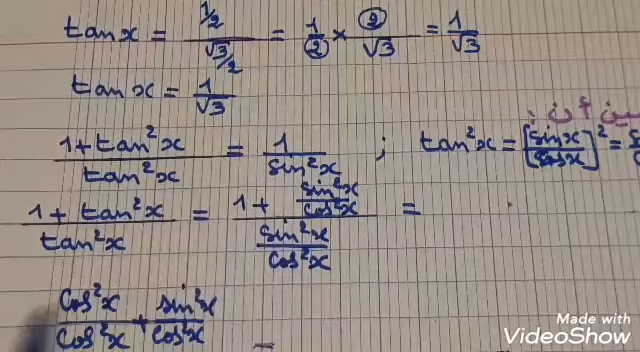 tan x = 1/2 / √3/2 = 1/2 × 2/√3 = 1/√3
tan x = 1/√3
بين أن :
1 + tan²x / tan²x = 1 / sin²x ; tan²x = [sin x / cos x]² =
1 + tan²x / tan²x = 1 + sin²x/cos²x / sin²x/cos²x =
cos²x / cos²x + sin²x / cos²x =
Made with
VideoShow